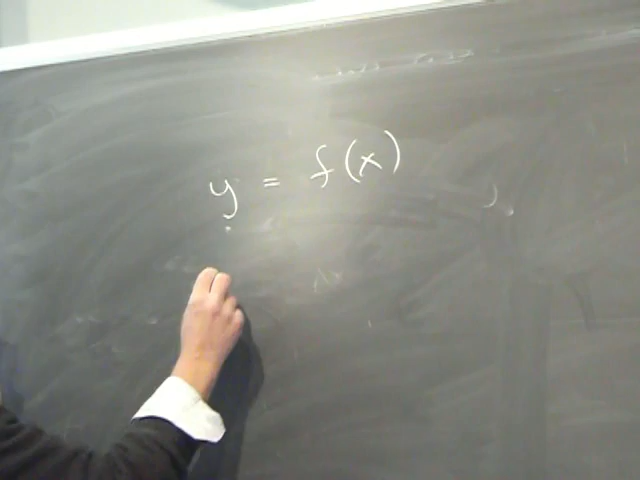 y = f(x)